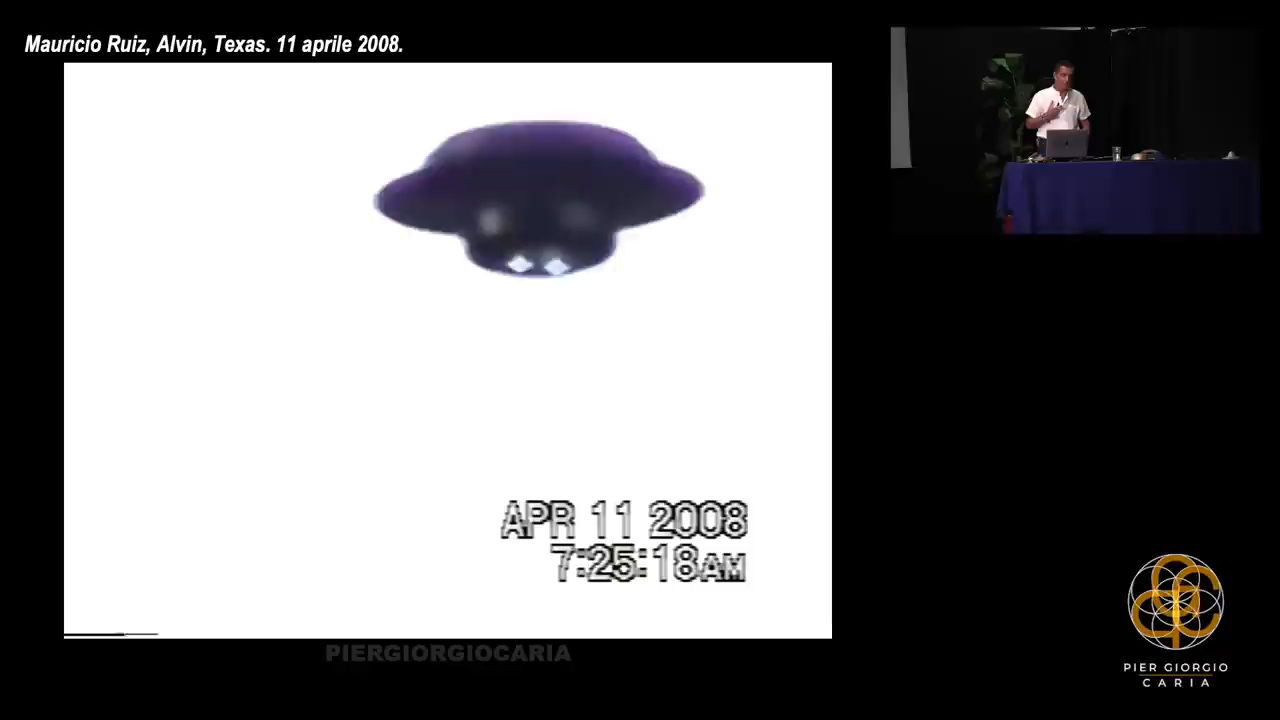 Mauricio Ruiz, Alvin, Texas. 11 aprile 2008.
APR 11 2008
7:25:18AM
PIERGIORGIOCARIA
PIER GIORGIO
CARIA